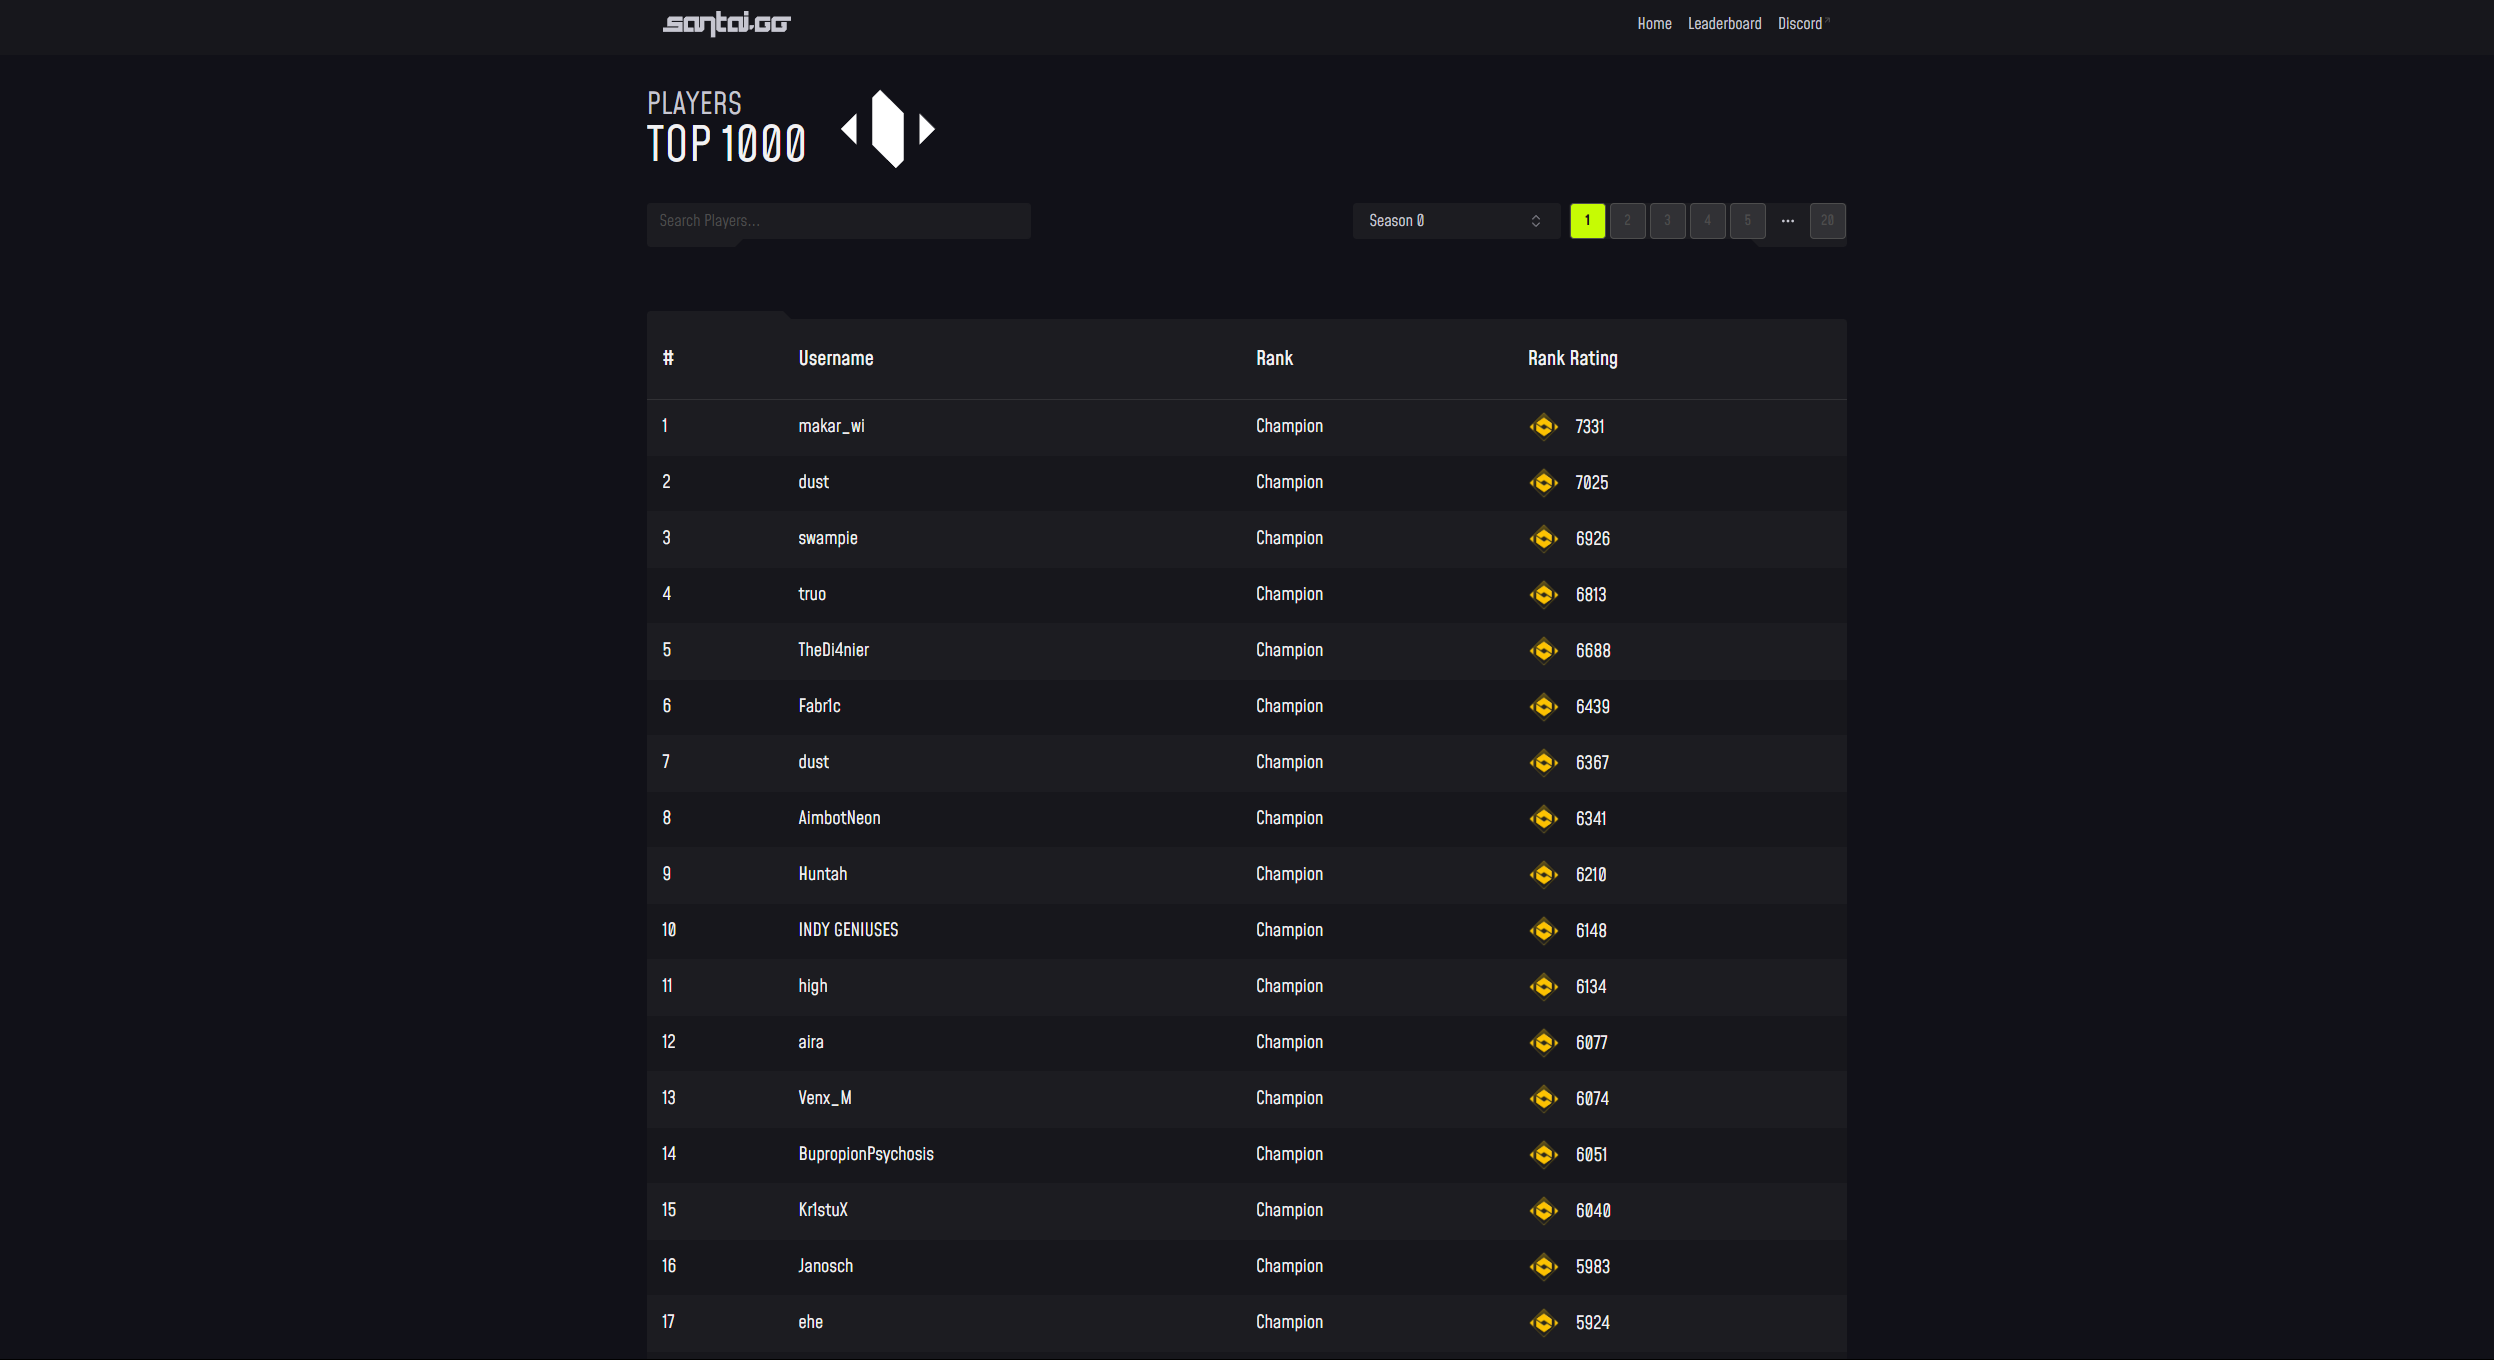 santai.GG
Home Leaderboard Discord
PLAYERS
TOP 1000
Search Players...
Season 0 1 2 3 4 5 ... 20
# Username Rank Rank Rating
1 makar_wi Champion 7331
2 dust Champion 7025
3 swampie Champion 6926
4 truo Champion 6813
5 TheDi4nier Champion 6688
6 Fabr1c Champion 6439
7 dust Champion 6367
8 AimbotNeon Champion 6341
9 Huntah Champion 6210
10 INDY GENIUSES Champion 6148
11 high Champion 6134
12 aira Champion 6077
13 Venx_M Champion 6074
14 BupropionPsychosis Champion 6051
15 Kr1stuX Champion 6040
16 Janosch Champion 5983
17 ehe Champion 5924